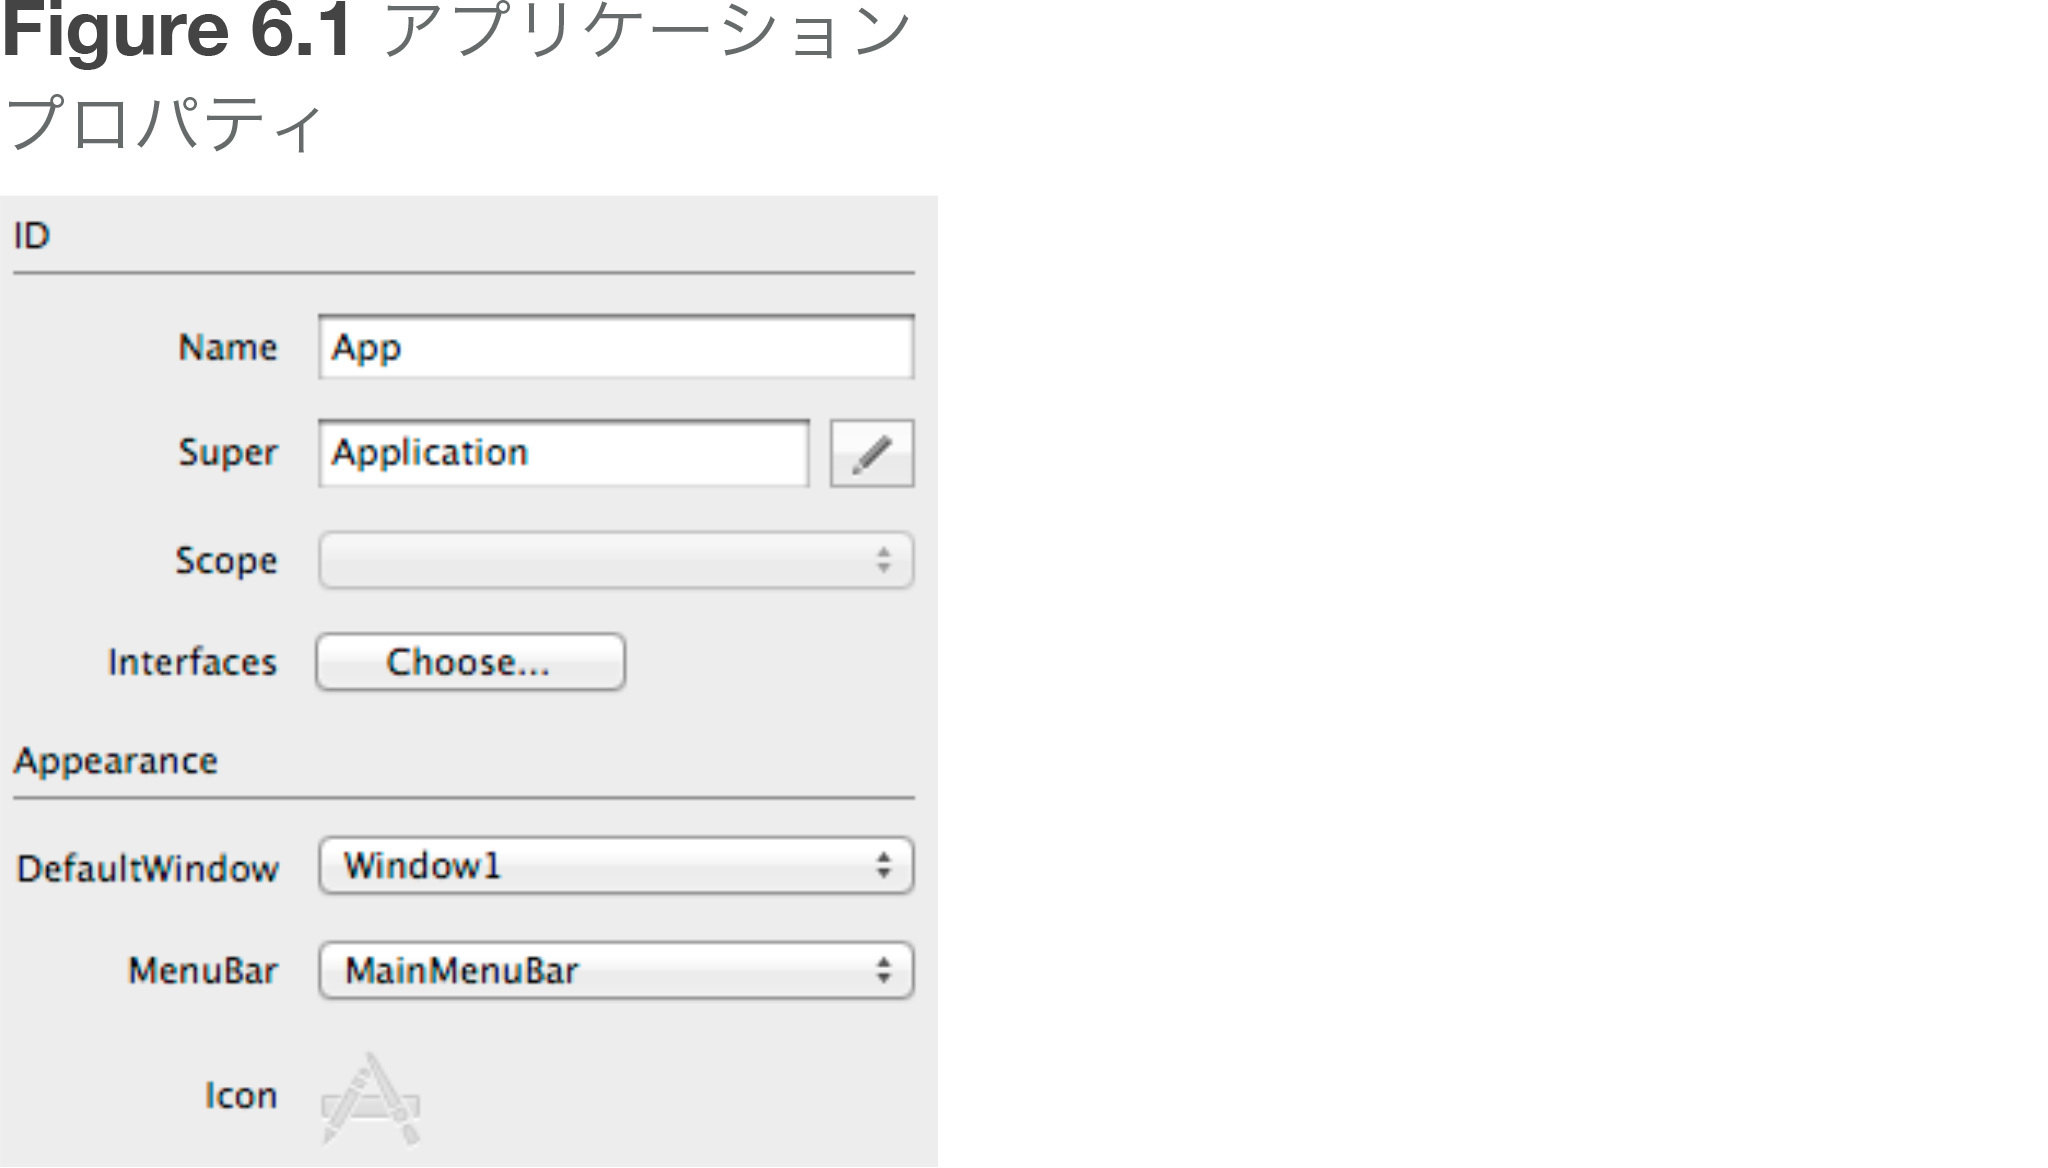 Figure 6.1 アプリケーション
プロパティ
ID
Name App
Super Application
Scope
Interfaces Choose...
Appearance
DefaultWindow Window1
MenuBar MainMenuBar
Icon